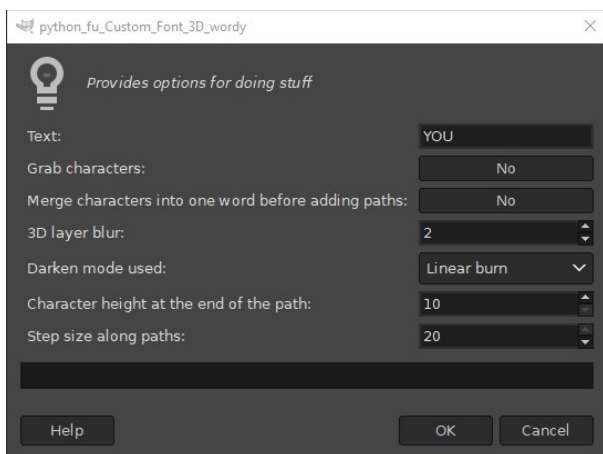 python_fu_Custom_Font_3D_wordy
Provides options for doing stuff
Text: YOU
Grab characters: No
Merge characters into one word before adding paths: No
3D layer blur: 2
Darken mode used: Linear burn
Character height at the end of the path: 10
Step size along paths: 20
Help OK Cancel